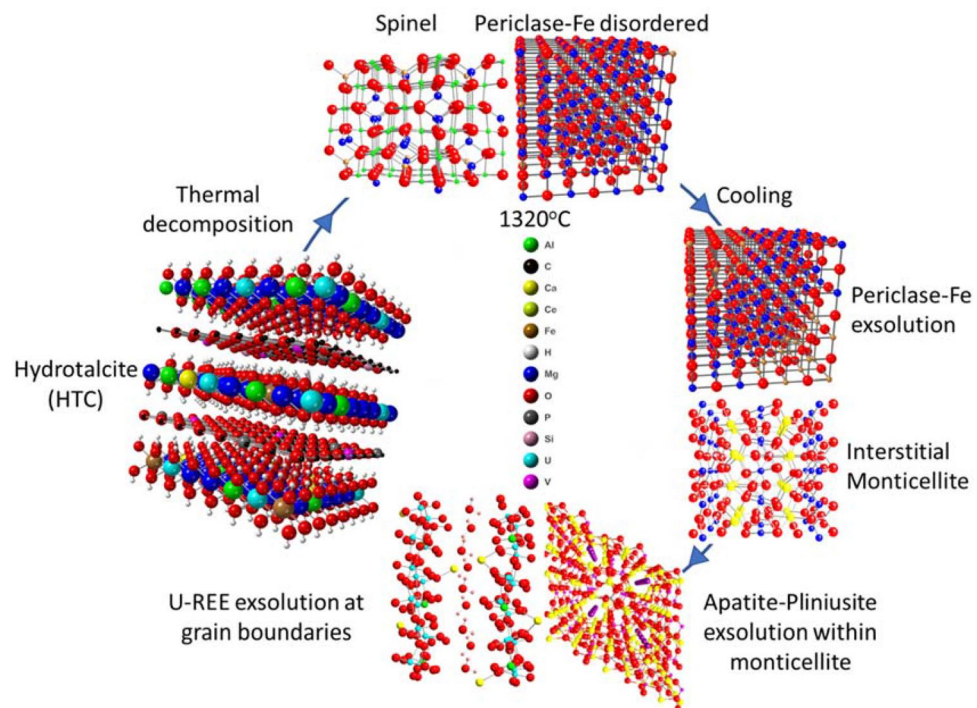 Spinel
Periclase-Fe disordered
Thermal
decomposition
Cooling
1320°C
Al
C
Ca
Ce
Fe
H
Mg
O
P
Si
U
V
Periclase-Fe
exsolution
Hydrotalcite
(HTC)
Interstitial
Monticellite
U-REE exsolution at
grain boundaries
Apatite-Pliniusite
exsolution within
monticellite